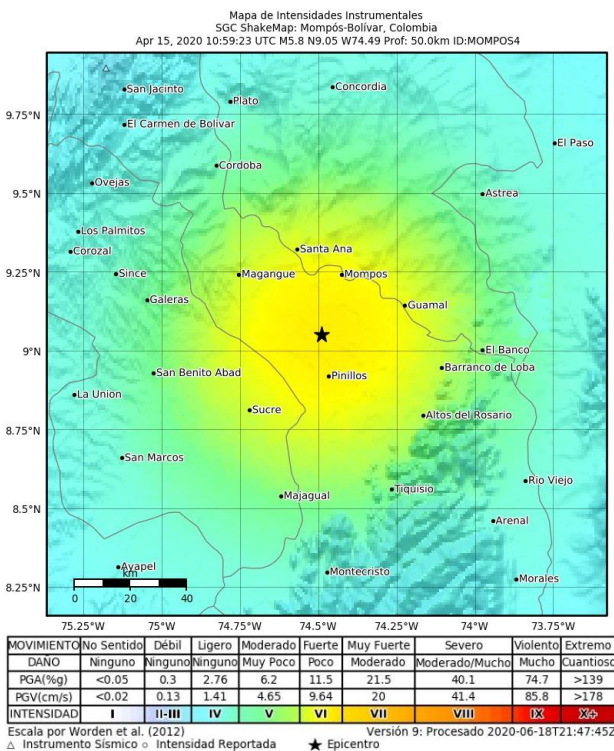 Mapa de Intensidades Instrumentales
SGC ShakeMap: Mompós-Bolívar, Colombia
Apr 15, 2020 10:59:23 UTC M5.8 N9.05 W74.49 Prof: 50.0km ID:MOMPOS4
San Jacinto
Concordia
Plato
9.75°N
El Carmen de Bolivar
El Paso
Cordoba
Ovejas
9.5°N
Astrea
Los Palmitos
Santa Ana
Corozal
9.25°N
Since
Magangue
Mompos
Galeras
Guamal
9°N
El Banco
San Benito Abad
Pinillos
Barranco de Loba
La Union
Sucre
Altos del Rosario
8.75°N
San Marcos
Rio Viejo
Majagual
Tiquisio
8.5°N
Arenal
Ayapel
Montecristo
Morales
km
8.25°N
0 20 40
75.25°W 75°W 74.75°W 74.5°W 74.25°W 74°W 73.75°W
MOVIMIENTO No Sentido Débil Ligero Moderado Fuerte Muy Fuerte Severo Violento Extremo
DAÑO Ninguno Ninguno Ninguno Muy Poco Poco Moderado Moderado/Mucho Mucho Cuantioso
PGA(%g) <0.05 0.3 2.76 6.2 11.5 21.5 40.1 74.7 >139
PGV(cm/s) <0.02 0.13 1.41 4.65 9.64 20 41.4 85.8 >178
INTENSIDAD I II-III IV V VI VII VIII IX X+
Escala por Worden et al. (2012) Versión 9: Procesado 2020-06-18T21:47:45Z
△ Instrumento Sísmico ○ Intensidad Reportada ★ Epicentro